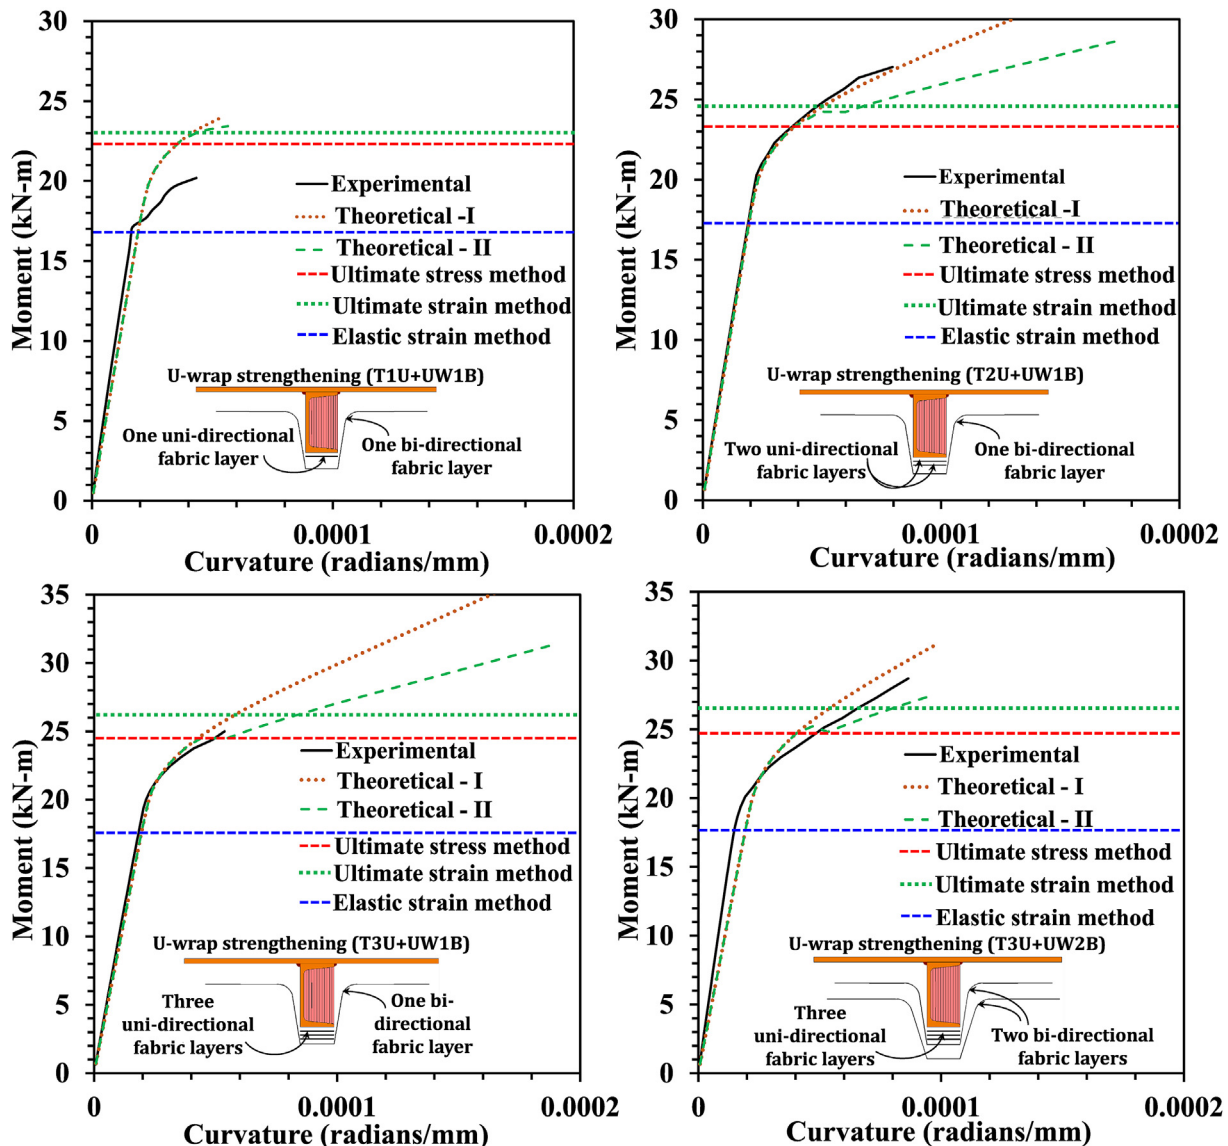 30
25
20
15
10
5
0
Moment (kN-m)
Experimental
Theoretical -I
Theoretical - II
Ultimate stress method
Ultimate strain method
Elastic strain method
U-wrap strengthening (T1U+UW1B)
One uni-directional
fabric layer
One bi-directional
fabric layer
0 0.0001 0.0002
Curvature (radians/mm)
30
25
20
15
10
5
0
Moment (kN-m)
Experimental
Theoretical -I
Theoretical - II
Ultimate stress method
Ultimate strain method
Elastic strain method
U-wrap strengthening (T2U+UW1B)
Two uni-directional
fabric layers
One bi-directional
fabric layer
0 0.0001 0.0002
Curvature (radians/mm)
35
30
25
20
15
10
5
0
Moment (kN-m)
Experimental
Theoretical - I
Theoretical - II
Ultimate stress method
Ultimate strain method
Elastic strain method
U-wrap strengthening (T3U+UW1B)
Three
uni-directional
fabric layers
One bi-
directional
fabric layer
0 0.0001 0.0002
Curvature (radians/mm)
35
30
25
20
15
10
5
0
Moment (kN-m)
Experimental
Theoretical - I
Theoretical - II
Ultimate stress method
Ultimate strain method
Elastic strain method
U-wrap strengthening (T3U+UW2B)
Three
uni-directional
fabric layers
Two bi-directional
fabric layers
0 0.0001 0.0002
Curvature (radians/mm)